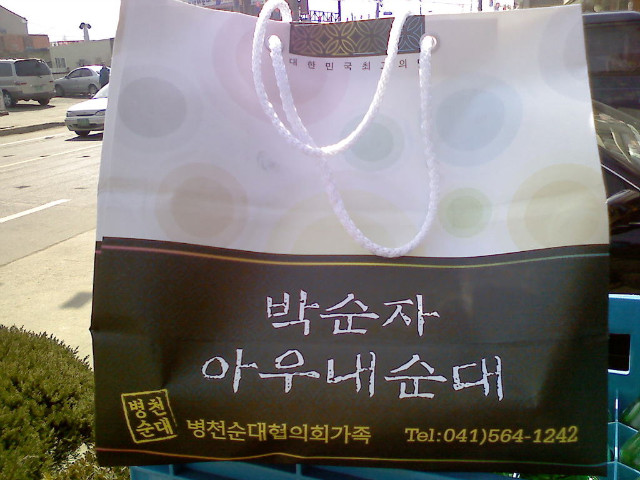 대한민국최고의
박순자
아우내순대
병천
순대
병천순대협의회가족 Tel:041)564-1242